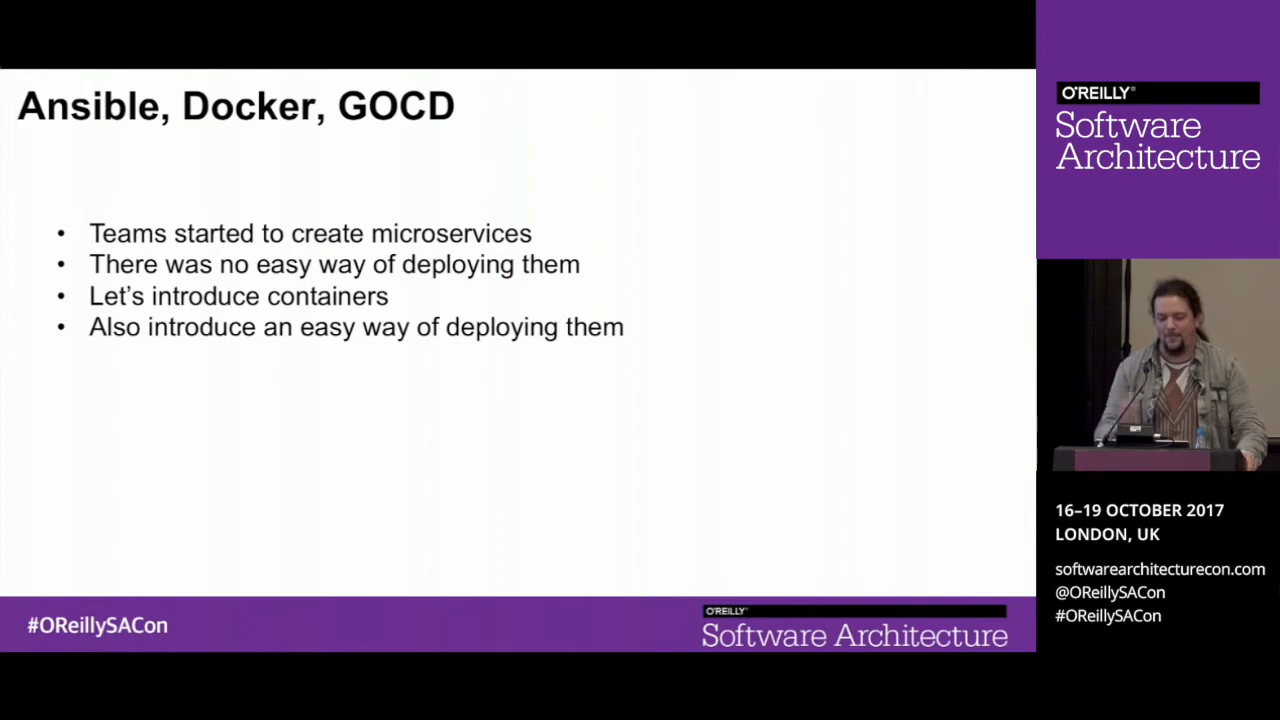 Ansible, Docker, GOCD
• Teams started to create microservices
• There was no easy way of deploying them
• Let's introduce containers
• Also introduce an easy way of deploying them
#OReillySACon
O'REILLY®
Software Architecture
O'REILLY®
Software
Architecture
16–19 OCTOBER 2017
LONDON, UK
softwarearchitecturecon.com
@OReillySACon
#OReillySACon